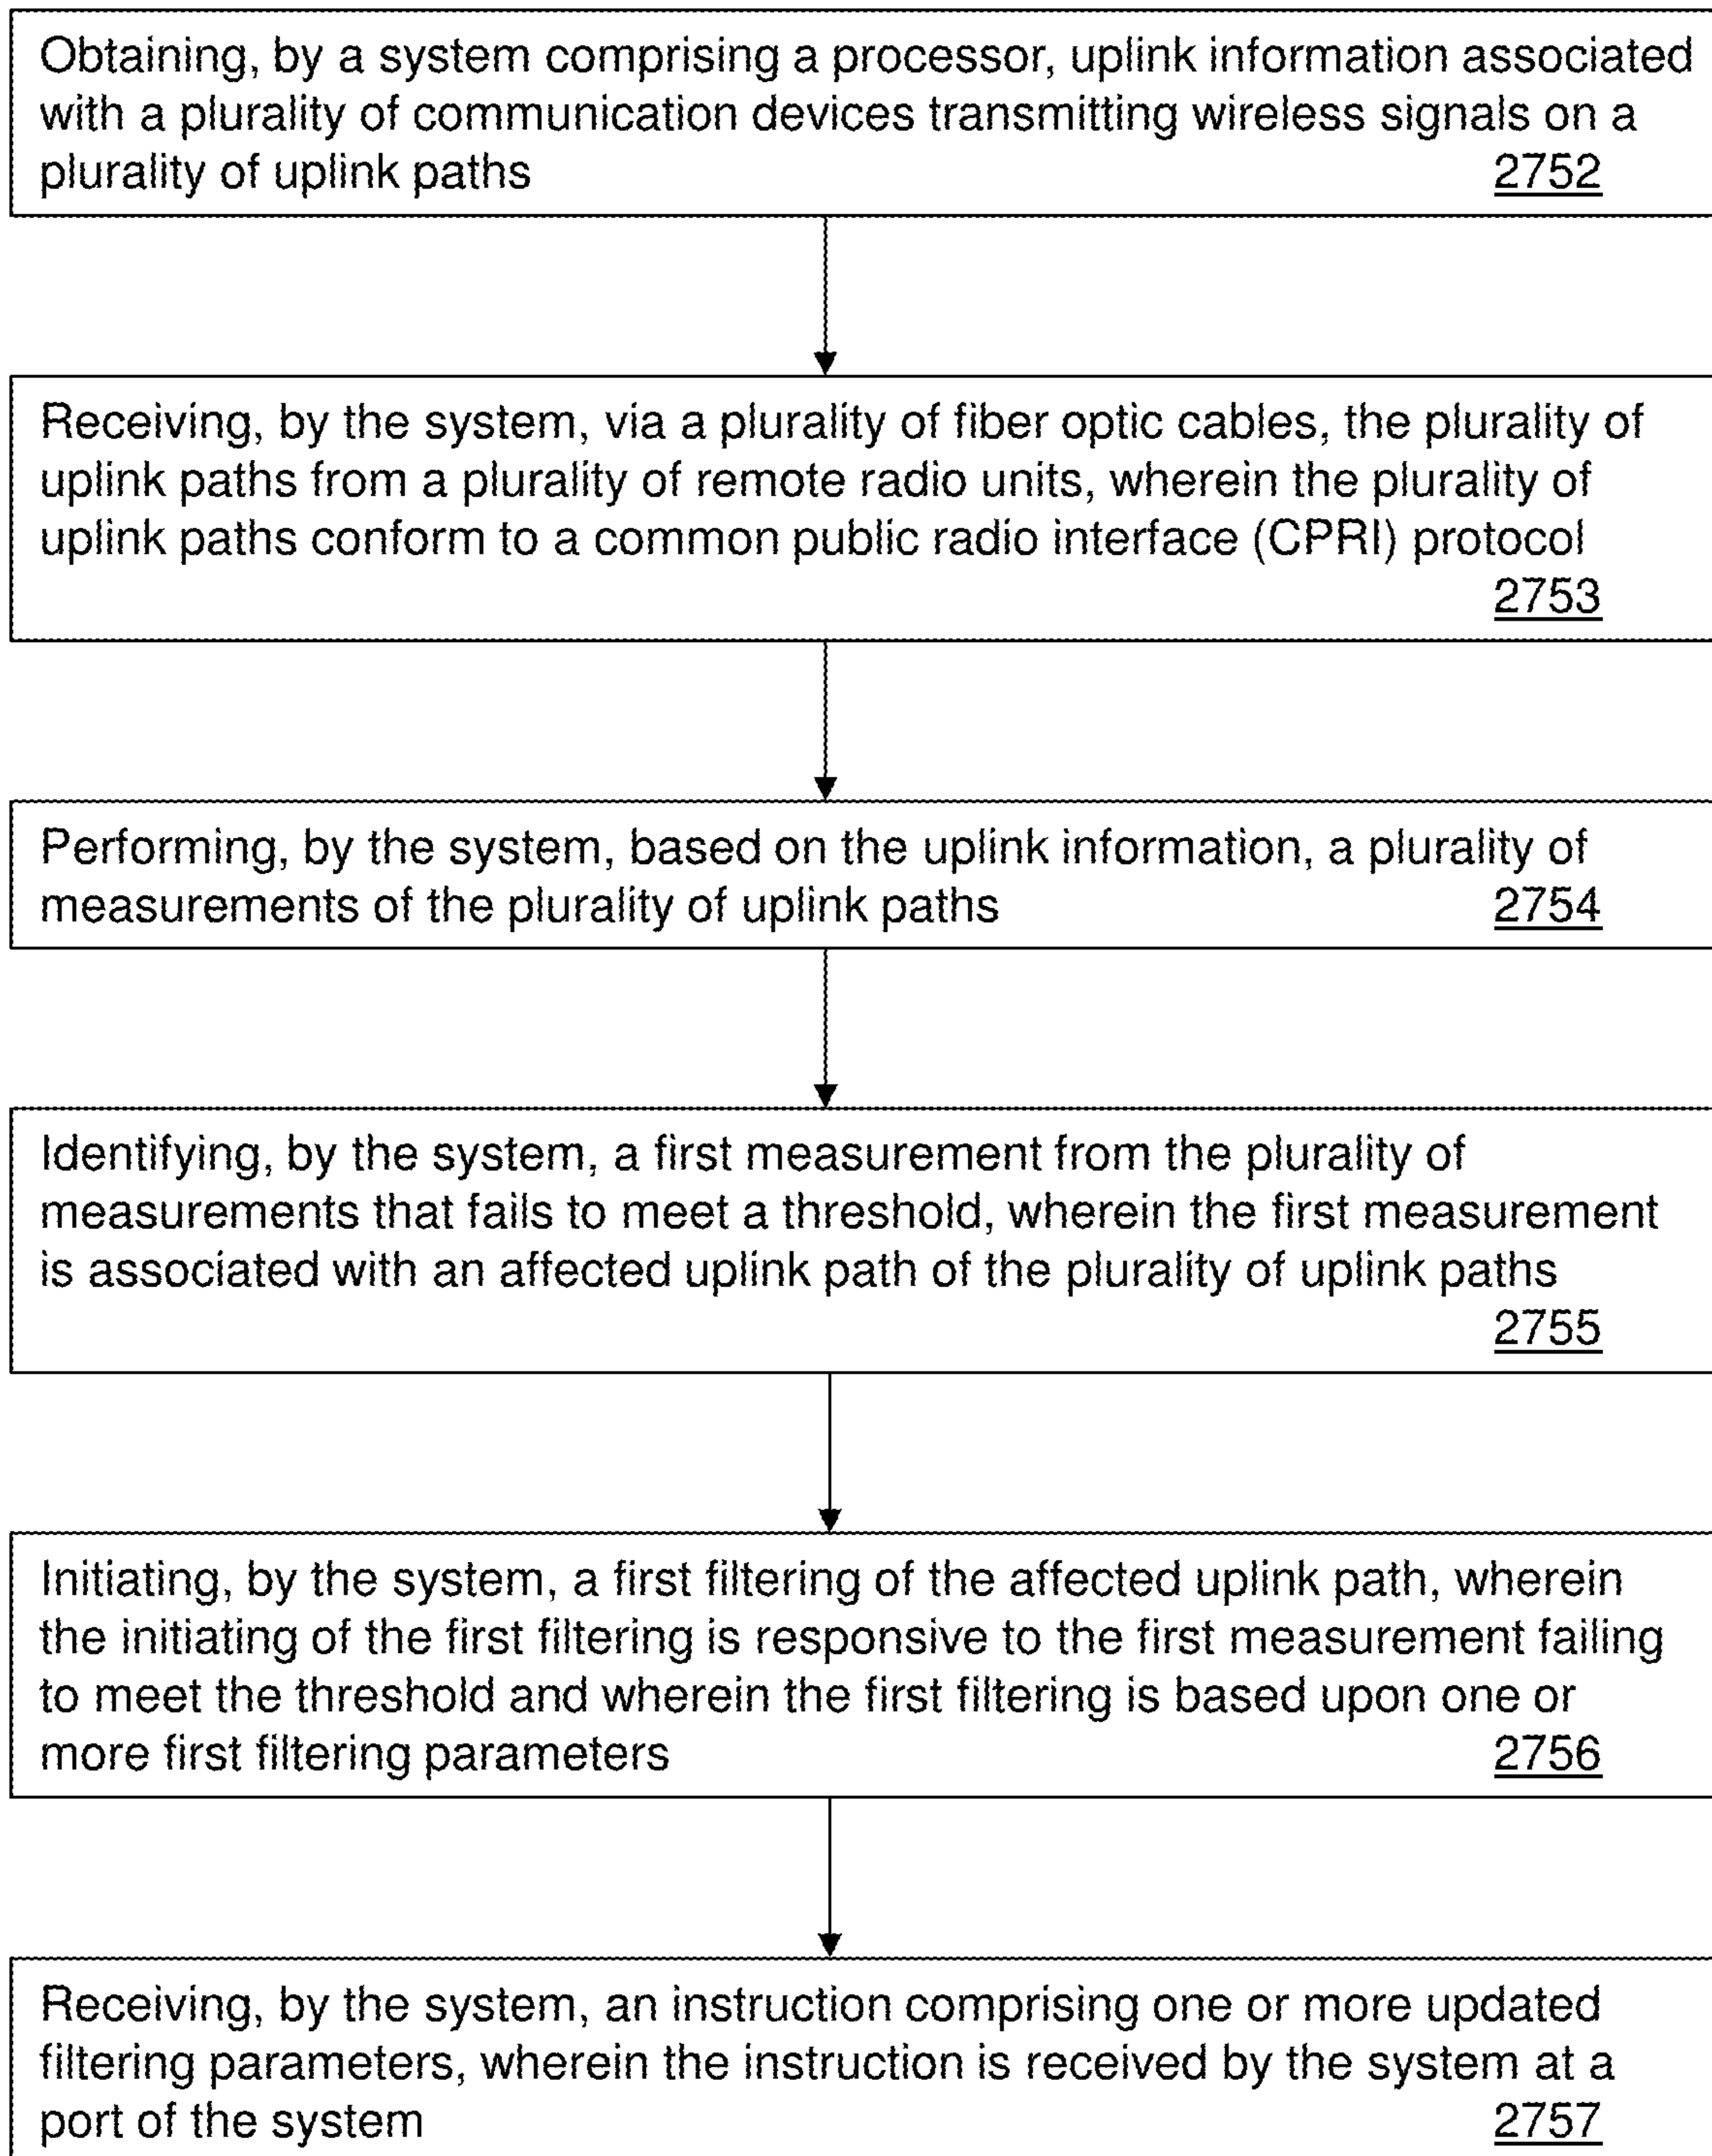 Obtaining, by a system comprising a processor, uplink information associated
with a plurality of communication devices transmitting wireless signals on a
plurality of uplink paths 2752
Receiving, by the system, via a plurality of fiber optic cables, the plurality of
uplink paths from a plurality of remote radio units, wherein the plurality of
uplink paths conform to a common public radio interface (CPRI) protocol
2753
Performing, by the system, based on the uplink information, a plurality of
measurements of the plurality of uplink paths 2754
Identifying, by the system, a first measurement from the plurality of
measurements that fails to meet a threshold, wherein the first measurement
is associated with an affected uplink path of the plurality of uplink paths
2755
Initiating, by the system, a first filtering of the affected uplink path, wherein
the initiating of the first filtering is responsive to the first measurement failing
to meet the threshold and wherein the first filtering is based upon one or
more first filtering parameters 2756
Receiving, by the system, an instruction comprising one or more updated
filtering parameters, wherein the instruction is received by the system at a
port of the system 2757